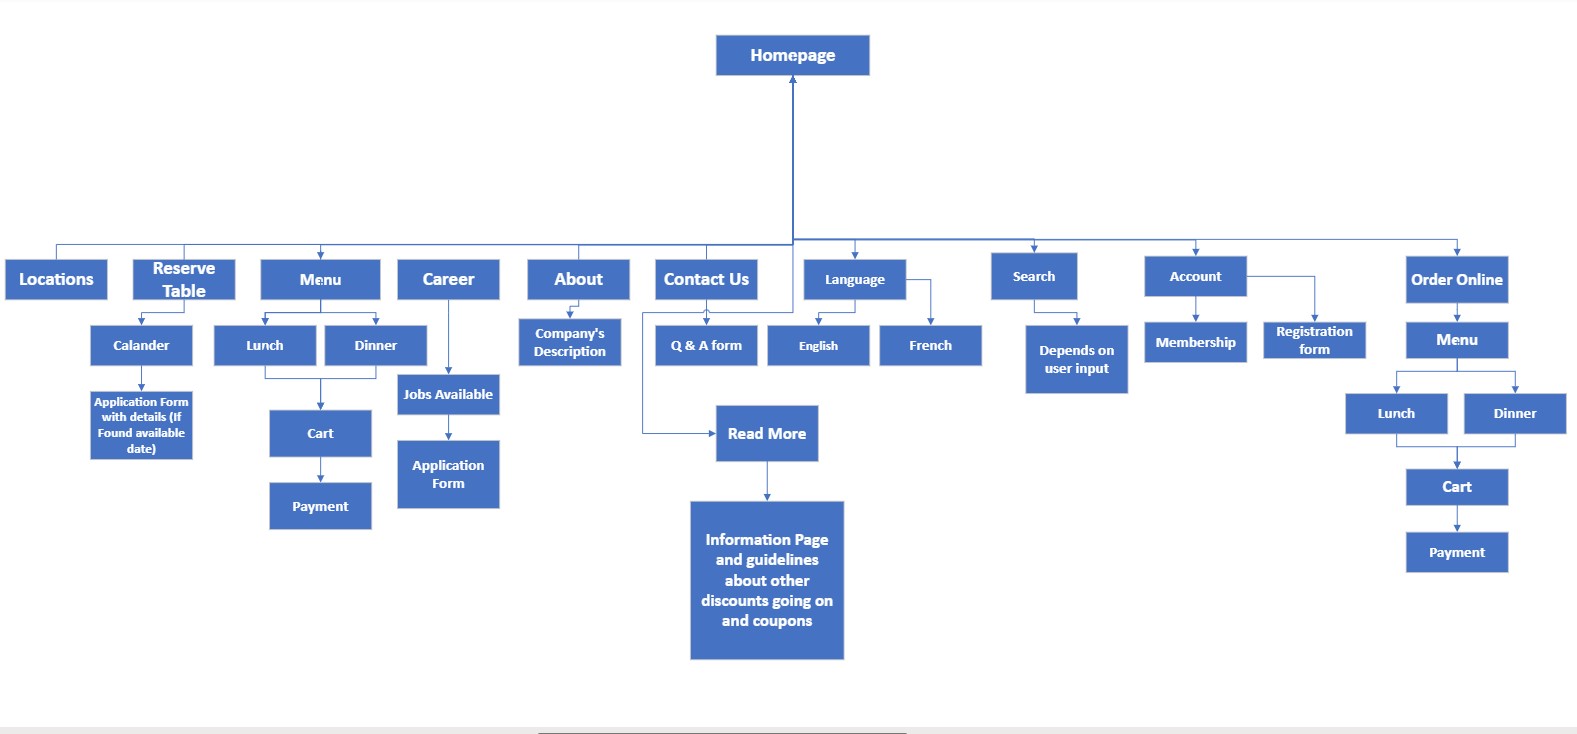 Homepage
Locations
Reserve
Table
Menu
Career
About
Contact Us
Language
Search
Account
Order Online
Calander
Lunch
Dinner
Company's
Description
Q & A form
English
French
Depends on
user input
Membership
Registration
form
Menu
Application Form
with details (If
Found available
date)
Cart
Payment
Jobs Available
Application
Form
Read More
Information Page
and guidelines
about other
discounts going on
and coupons
Lunch
Dinner
Cart
Payment